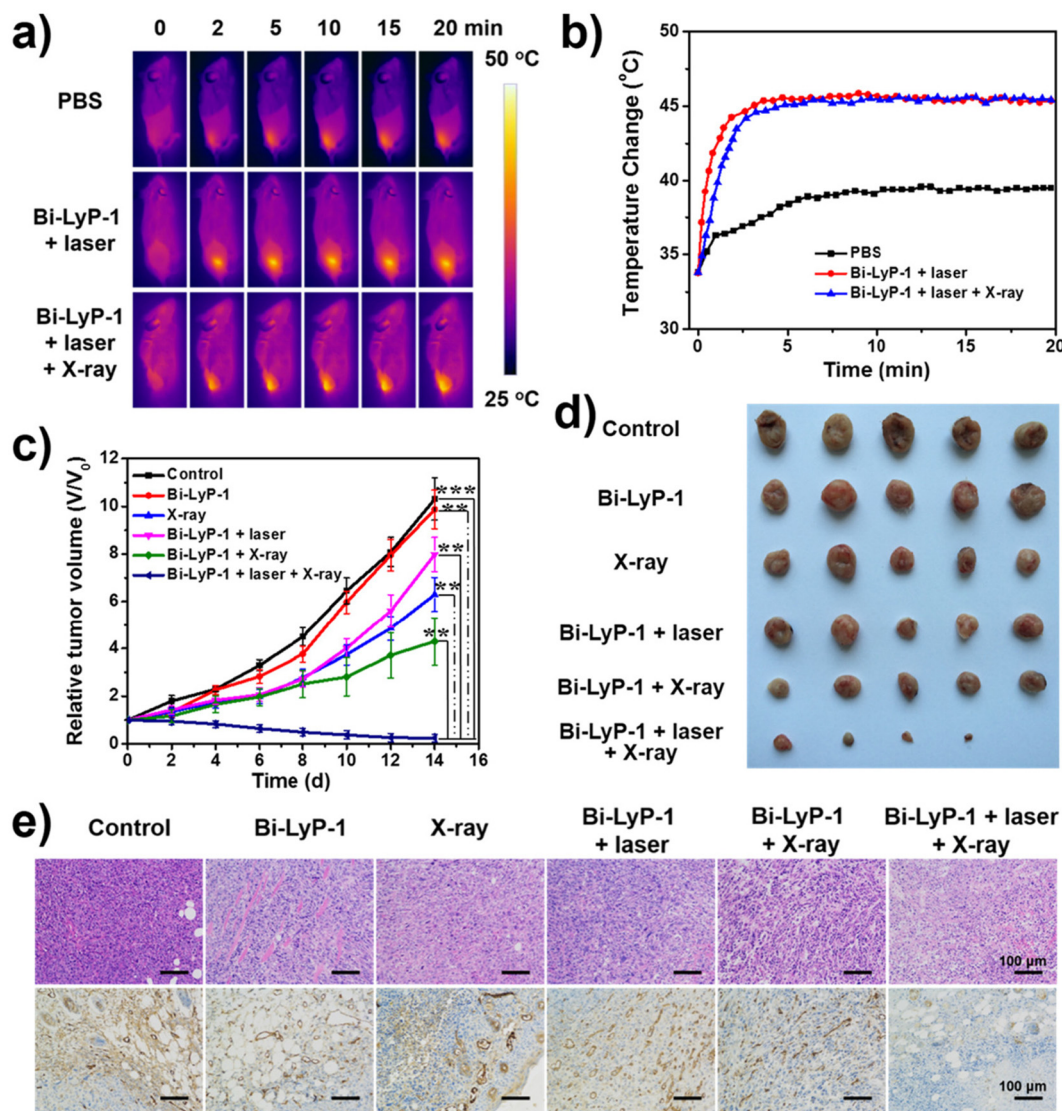 a)
0 2 5 10 15 20 min
PBS
Bi-LyP-1
+ laser
Bi-LyP-1
+ laser
+ X-ray
50 °C
25 °C
b)
Temperature Change (°C)
50
45
40
35
30
PBS
Bi-LyP-1 + laser
Bi-LyP-1 + laser + X-ray
0 5 10 15 20
Time (min)
c)
Relative tumor volume (V/V₀)
12
10
8
6
4
2
0
Control
Bi-LyP-1
X-ray
Bi-LyP-1 + laser
Bi-LyP-1 + X-ray
Bi-LyP-1 + laser + X-ray
***
**
**
**
**
0 2 4 6 8 10 12 14 16
Time (d)
d)
Control
Bi-LyP-1
X-ray
Bi-LyP-1 + laser
Bi-LyP-1 + X-ray
Bi-LyP-1 + laser
+ X-ray
e)
Control
Bi-LyP-1
X-ray
Bi-LyP-1
+ laser
Bi-LyP-1
+ X-ray
Bi-LyP-1 + laser
+ X-ray
100 µm
100 µm